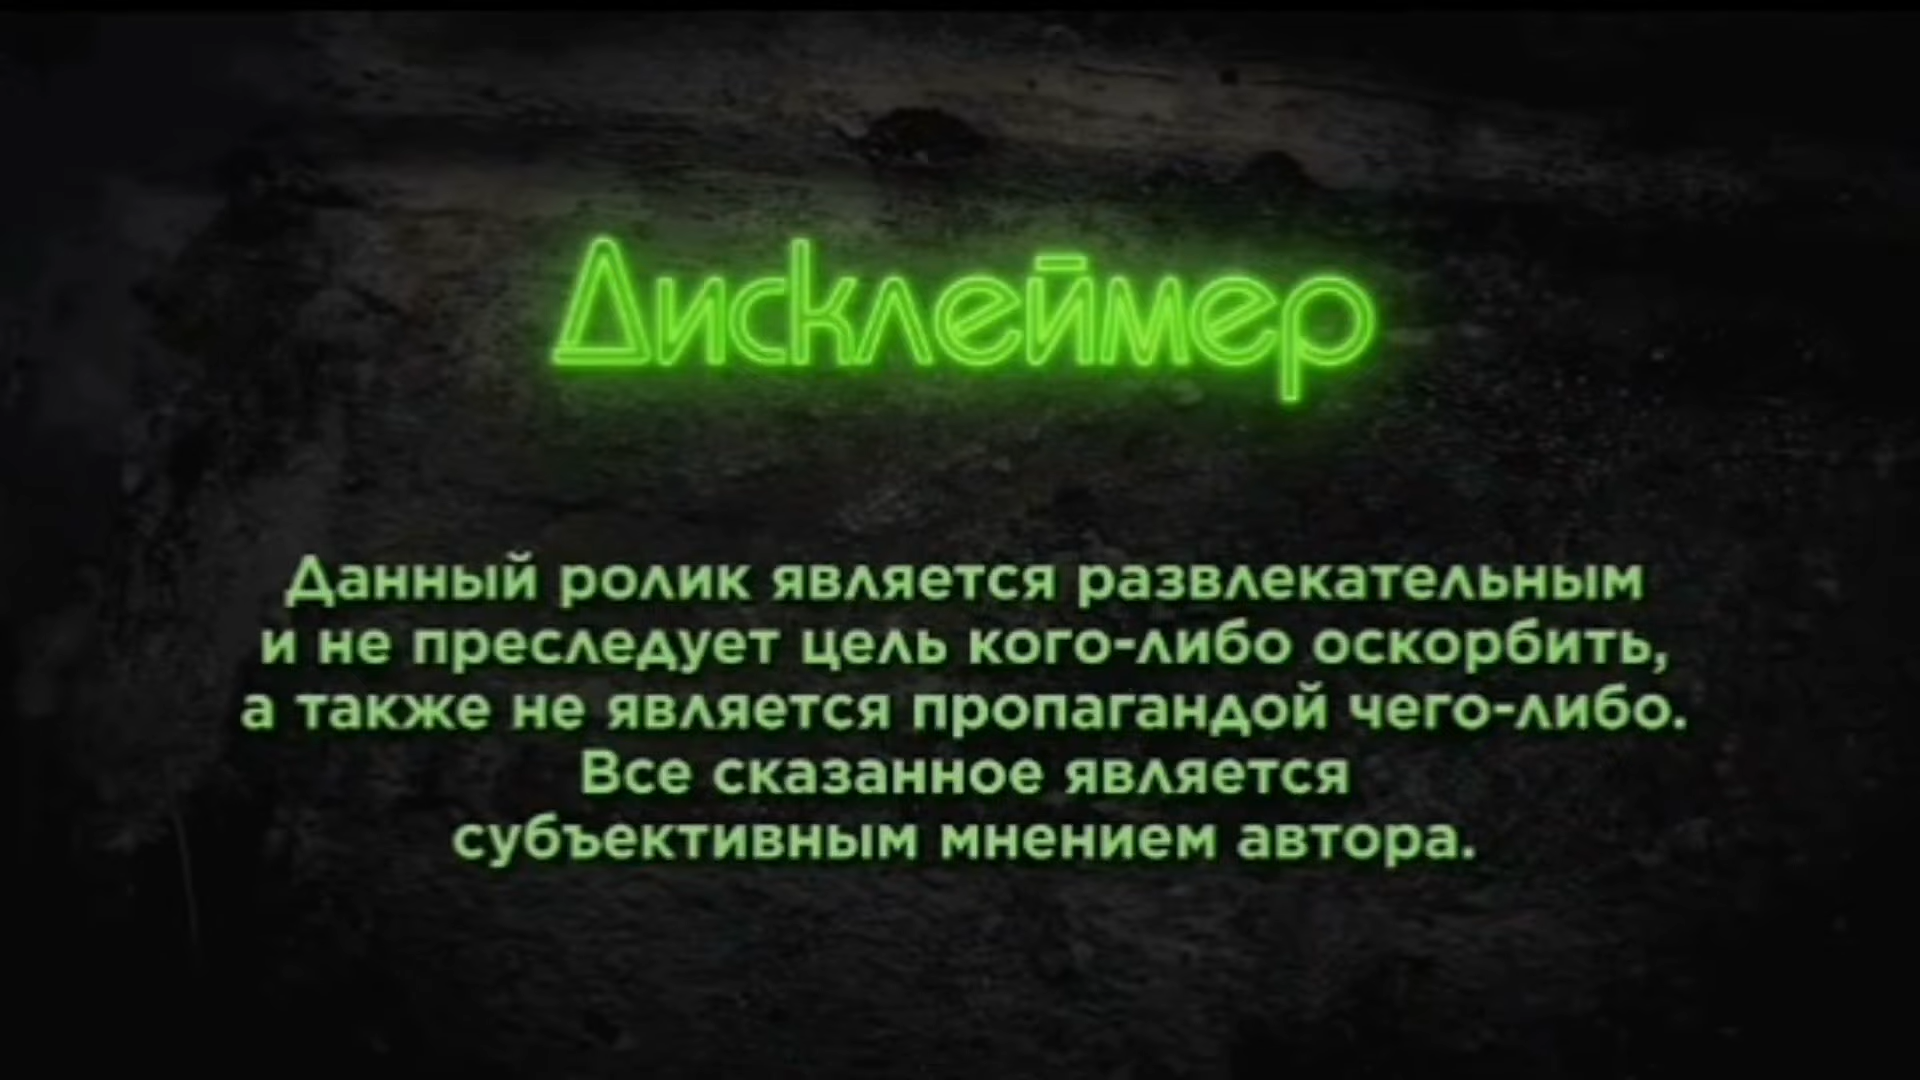 Дисклеймер
Данный ролик является развлекательным
и не преследует цель кого-либо оскорбить,
а также не является пропагандой чего-либо.
Все сказанное является
субъективным мнением автора.